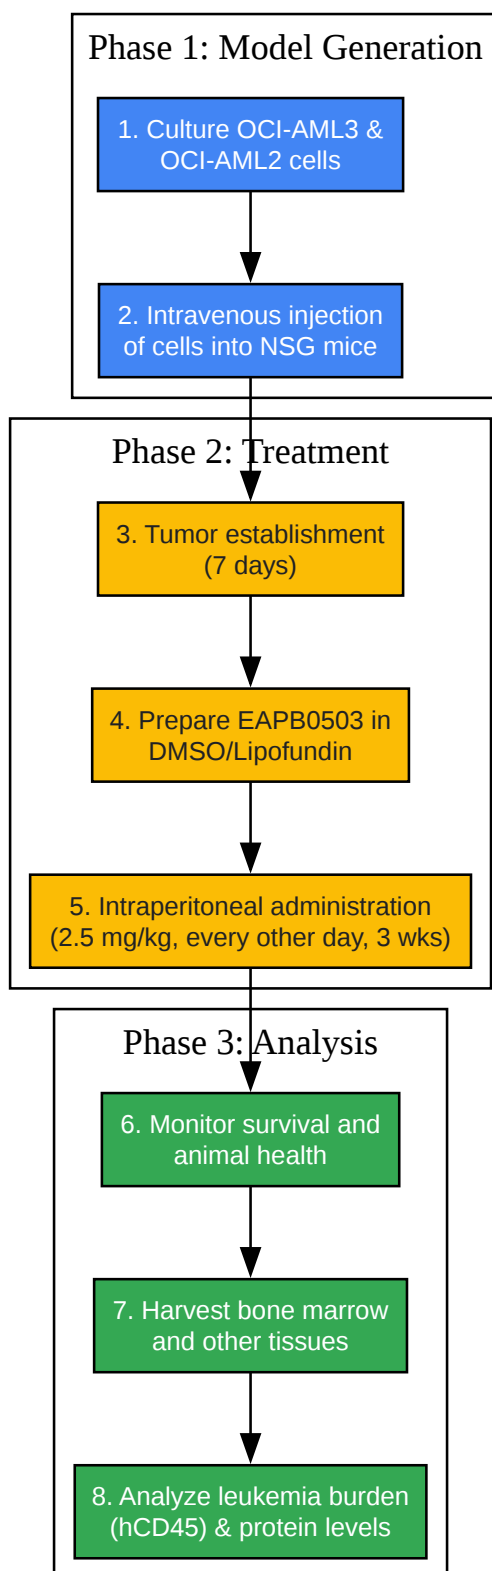 Phase 1: Model Generation
1. Culture OCI-AML3 &
OCI-AML2 cells
2. Intravenous injection
of cells into NSG mice
Phase 2: Treatment
3. Tumor establishment
(7 days)
4. Prepare EAPB0503 in
DMSO/Lipofundin
5. Intraperitoneal administration
(2.5 mg/kg, every other day, 3 wks)
Phase 3: Analysis
6. Monitor survival and
animal health
7. Harvest bone marrow
and other tissues
8. Analyze leukemia burden
(hCD45) & protein levels